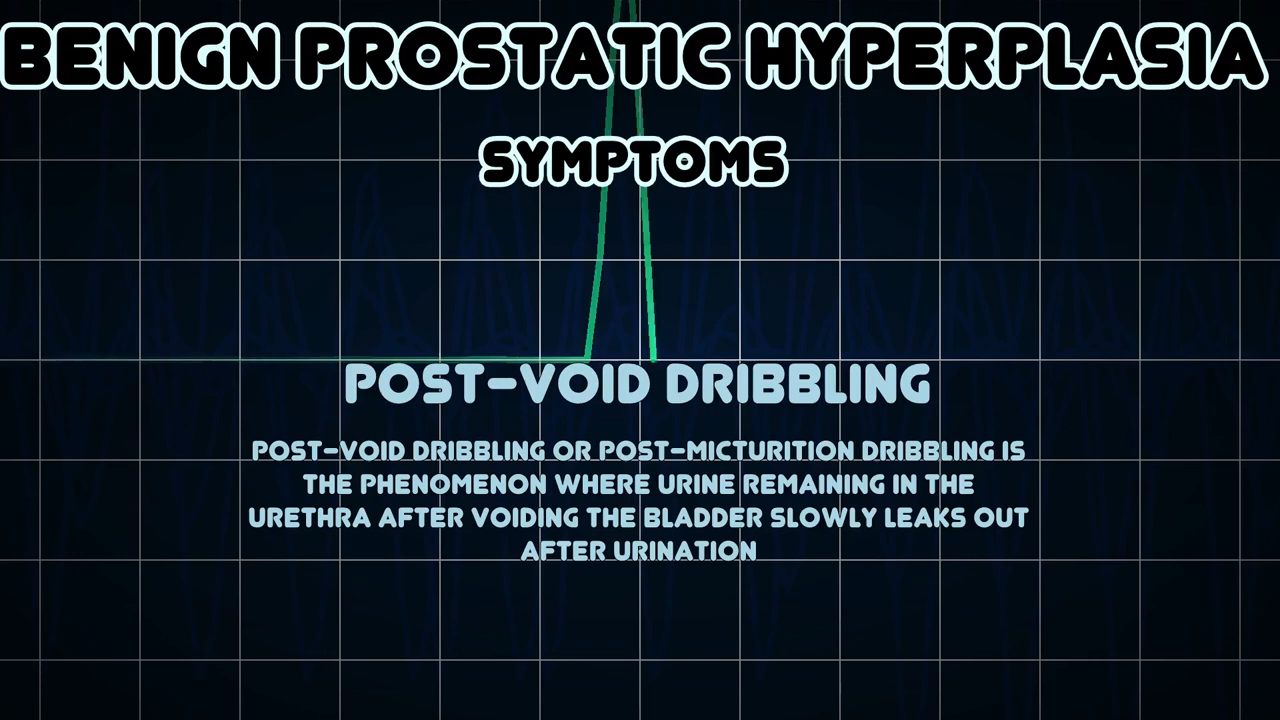 BENIGN PROSTATIC HYPERPLASIA
SYMPTOMS
POST-VOID DRIBBLING
POST-VOID DRIBBLING OR POST-MICTURITION DRIBBLING IS
THE PHENOMENON WHERE URINE REMAINING IN THE
URETHRA AFTER VOIDING THE BLADDER SLOWLY LEAKS OUT
AFTER URINATION